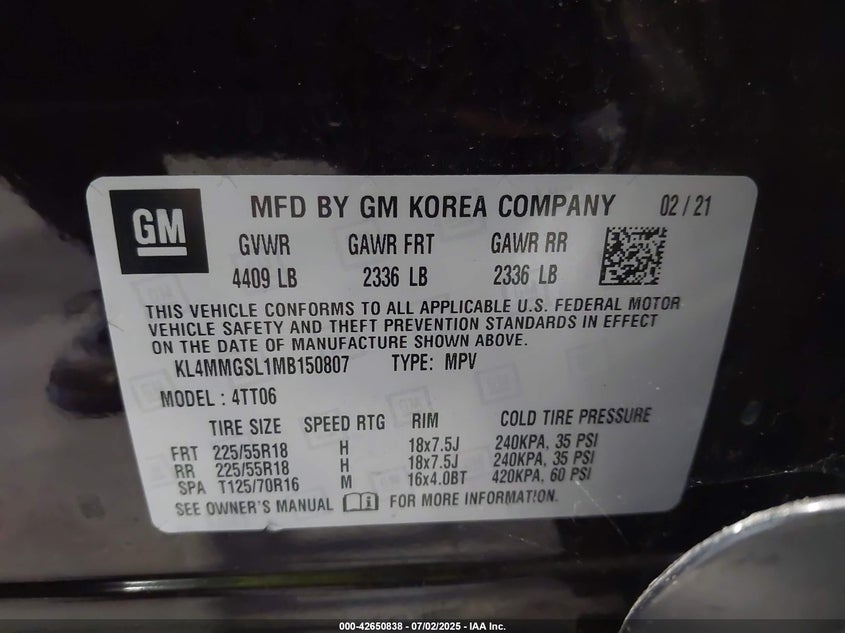 GM MFD BY GM KOREA COMPANY 02 / 21
GVWR GAWR FRT GAWR RR
4409 LB 2336 LB 2336 LB
THIS VEHICLE CONFORMS TO ALL APPLICABLE U.S. FEDERAL MOTOR
VEHICLE SAFETY AND THEFT PREVENTION STANDARDS IN EFFECT
ON THE DATE OF MANUFACTURE SHOWN ABOVE.
KL4MMGSL1MB150807 TYPE: MPV
MODEL : 4TT06
TIRE SIZE SPEED RTG RIM COLD TIRE PRESSURE
FRT 225/55R18 H 18x7.5J 240KPA, 35 PSI
RR 225/55R18 H 18x7.5J 240KPA, 35 PSI
SPA T125/70R16 M 16x4.0BT 420KPA, 60 PSI
SEE OWNER'S MANUAL FOR MORE INFORMATION.
000-42650838 - 07/02/2025 - IAA Inc.